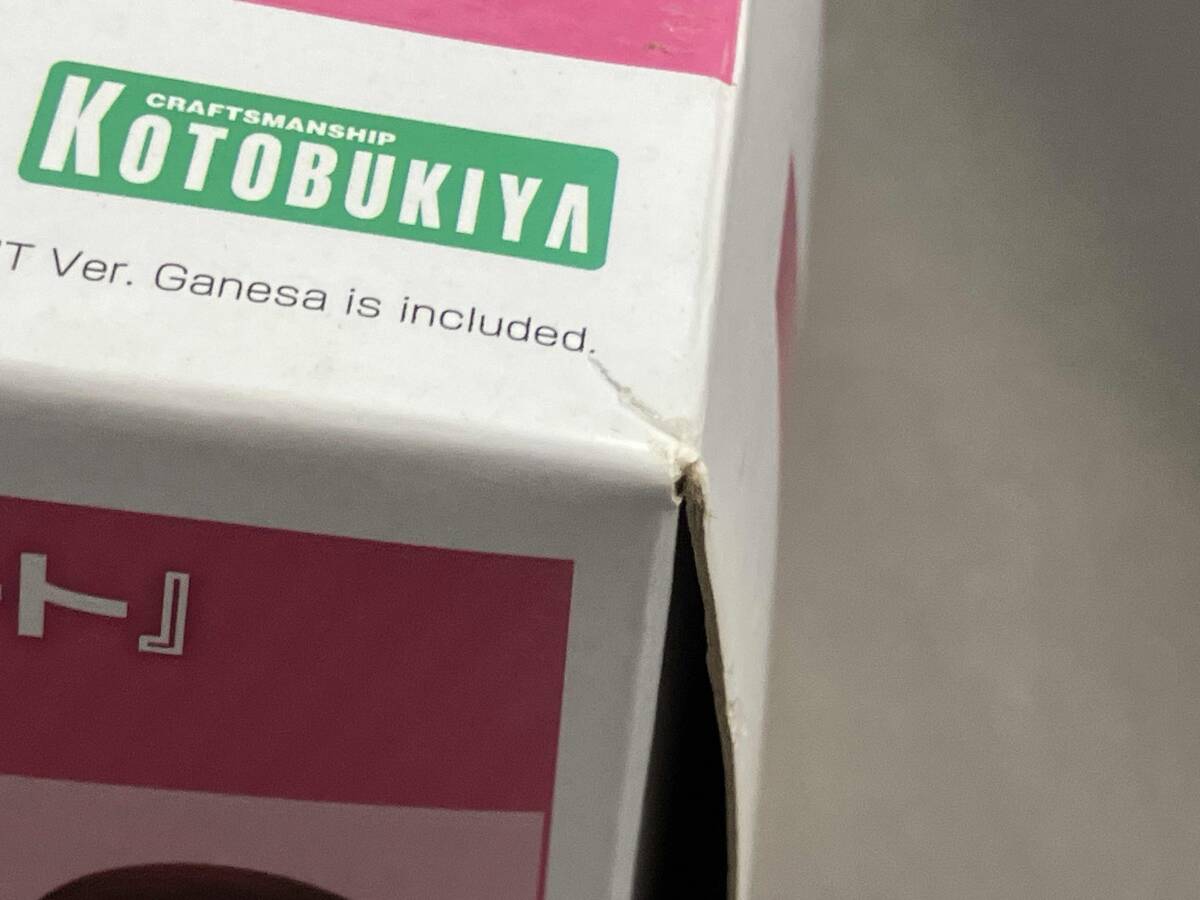 CRAFTSMANSHIP
KOTOBUKIYA
T Ver. Ganesa is included.
ト』